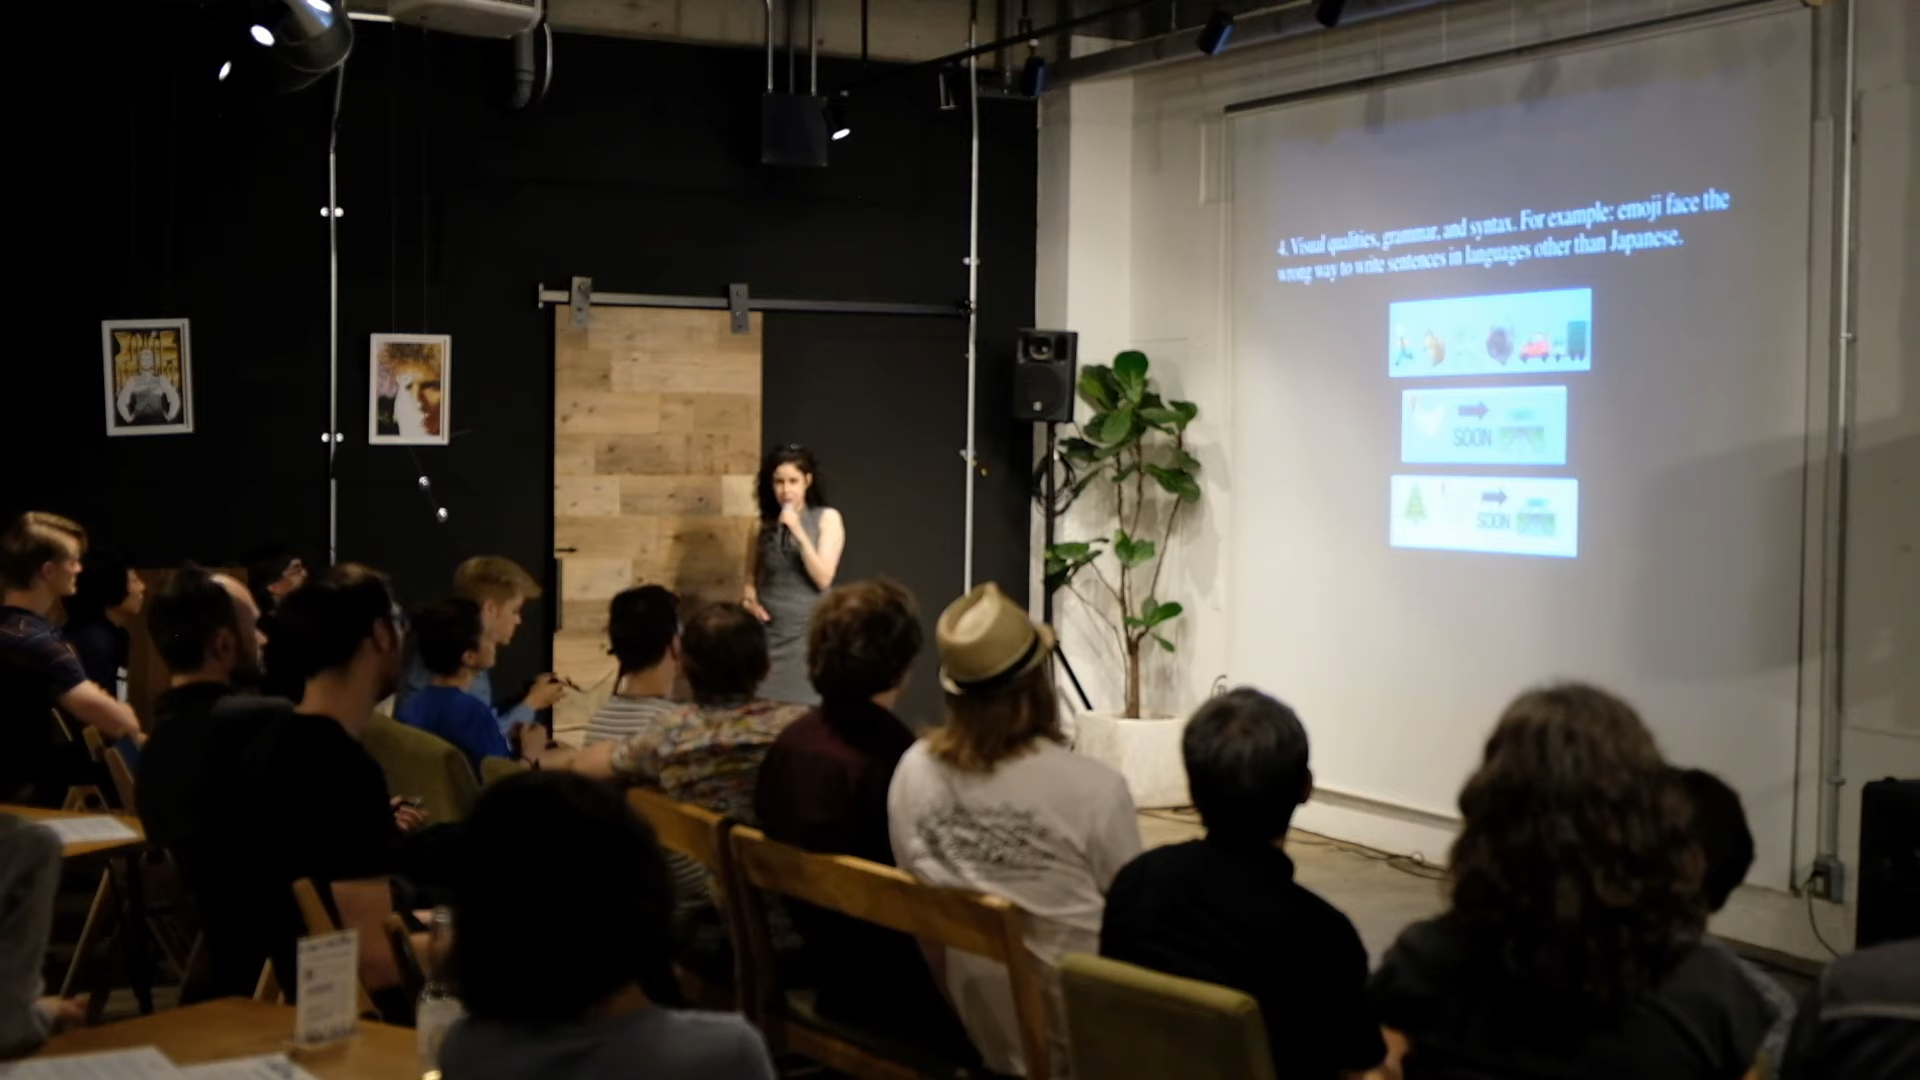 4. Visual qualities, grammar, and syntax. For example: emoji face the
wrong way to write sentences in languages other than Japanese.
SOON
SOON